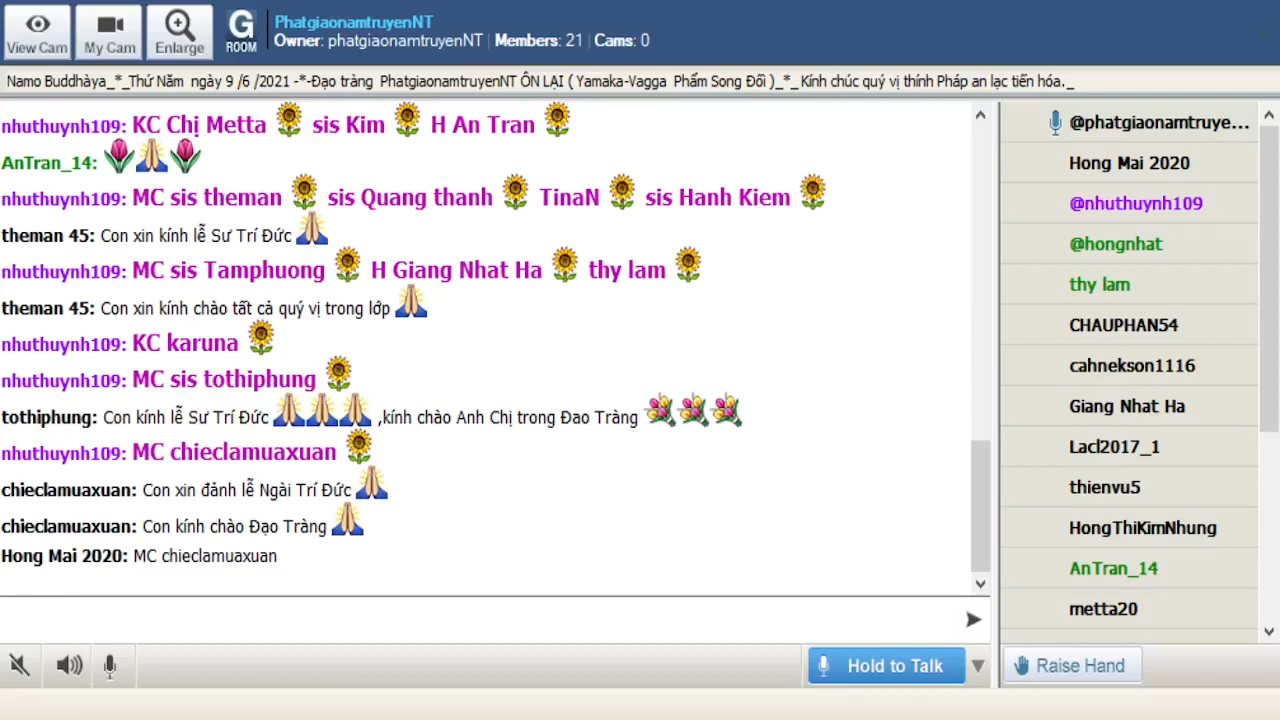 View Cam
My Cam
Enlarge
G
ROOM
PhatgiaonamtruyenNT
Owner: phatgiaonamtruyenNT | Members: 21 | Cams: 0
Namo Buddhàya_*_Thứ Năm ngày 9 /6 /2021 -*-Đạo tràng PhatgiaonamtruyenNT ÔN LẠI ( Yamaka-Vagga Phẩm Song Đối )_*_ Kính chúc quý vị thính Pháp an lạc tiến hóa._
nhuthuynh109: KC Chị Metta sis Kim H An Tran
AnTran_14:
nhuthuynh109: MC sis theman sis Quang thanh TinaN sis Hanh Kiem
theman 45: Con xin kính lễ Sư Trí Đức
nhuthuynh109: MC sis Tamphuong H Giang Nhat Ha thy lam
theman 45: Con xin kính chào tất cả quý vị trong lớp
nhuthuynh109: KC karuna
nhuthuynh109: MC sis tothiphung
tothiphung: Con kính lễ Sư Trí Đức ,kính chào Anh Chị trong Đao Tràng
nhuthuynh109: MC chieclamuaxuan
chieclamuaxuan: Con xin đảnh lễ Ngài Trí Đức
chieclamuaxuan: Con kính chào Đạo Tràng
Hong Mai 2020: MC chieclamuaxuan
@phatgiaonamtruye...
Hong Mai 2020
@nhuthuynh109
@hongnhat
thy lam
CHAUPHAN54
cahnekson1116
Giang Nhat Ha
Lacl2017_1
thienvu5
HongThiKimNhung
AnTran_14
metta20
Hold to Talk
Raise Hand